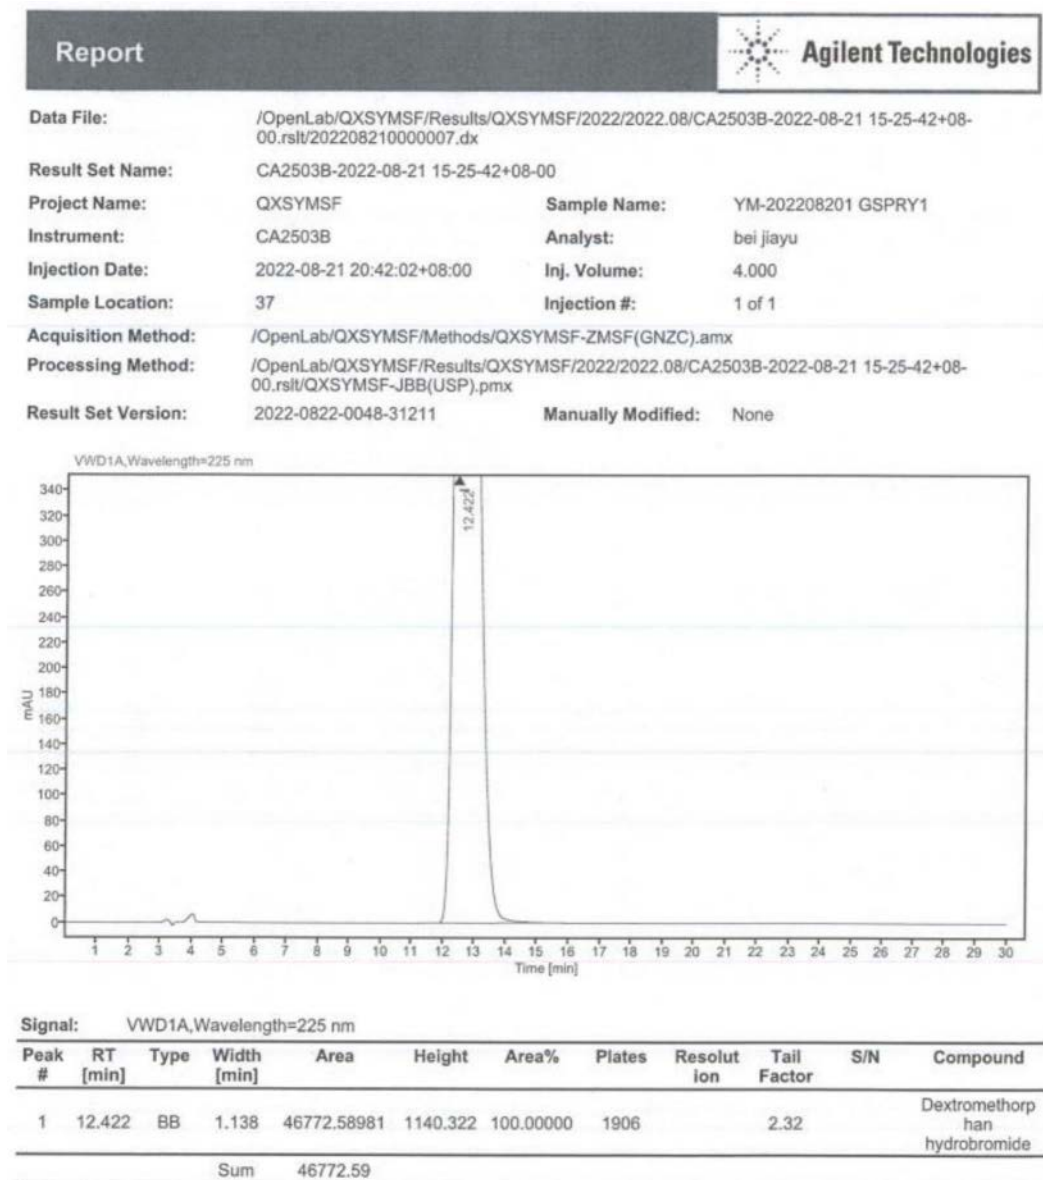 Report
Agilent Technologies
Data File: /OpenLab/QXSYMSF/Results/QXSYMSF/2022/2022.08/CA2503B-2022-08-21 15-25-42+08-
00.rslt/202208210000007.dx
Result Set Name: CA2503B-2022-08-21 15-25-42+08-00
Project Name: QXSYMSF Sample Name: YM-202208201 GSPRY1
Instrument: CA2503B Analyst: bei jiayu
Injection Date: 2022-08-21 20:42:02+08:00 Inj. Volume: 4.000
Sample Location: 37 Injection #: 1 of 1
Acquisition Method: /OpenLab/QXSYMSF/Methods/QXSYMSF-ZMSF(GNZC).amx
Processing Method: /OpenLab/QXSYMSF/Results/QXSYMSF/2022/2022.08/CA2503B-2022-08-21 15-25-42+08-
00.rslt/QXSYMSF-JBB(USP).pmx
Result Set Version: 2022-0822-0048-31211 Manually Modified: None
VWD1A,Wavelength=225 nm
340
320
300
280
260
240
220
200
180
160
140
120
100
80
60
40
20
0
mAU
12.422
1 2 3 4 5 6 7 8 9 10 11 12 13 14 15 16 17 18 19 20 21 22 23 24 25 26 27 28 29 30
Time [min]
Signal: VWD1A,Wavelength=225 nm
Peak RT Type Width Area Height Area% Plates Resolut Tail S/N Compound
# [min] [min] ion Factor
Dextromethorp
1 12.422 BB 1.138 46772.58981 1140.322 100.00000 1906 2.32 han
hydrobromide
Sum 46772.59